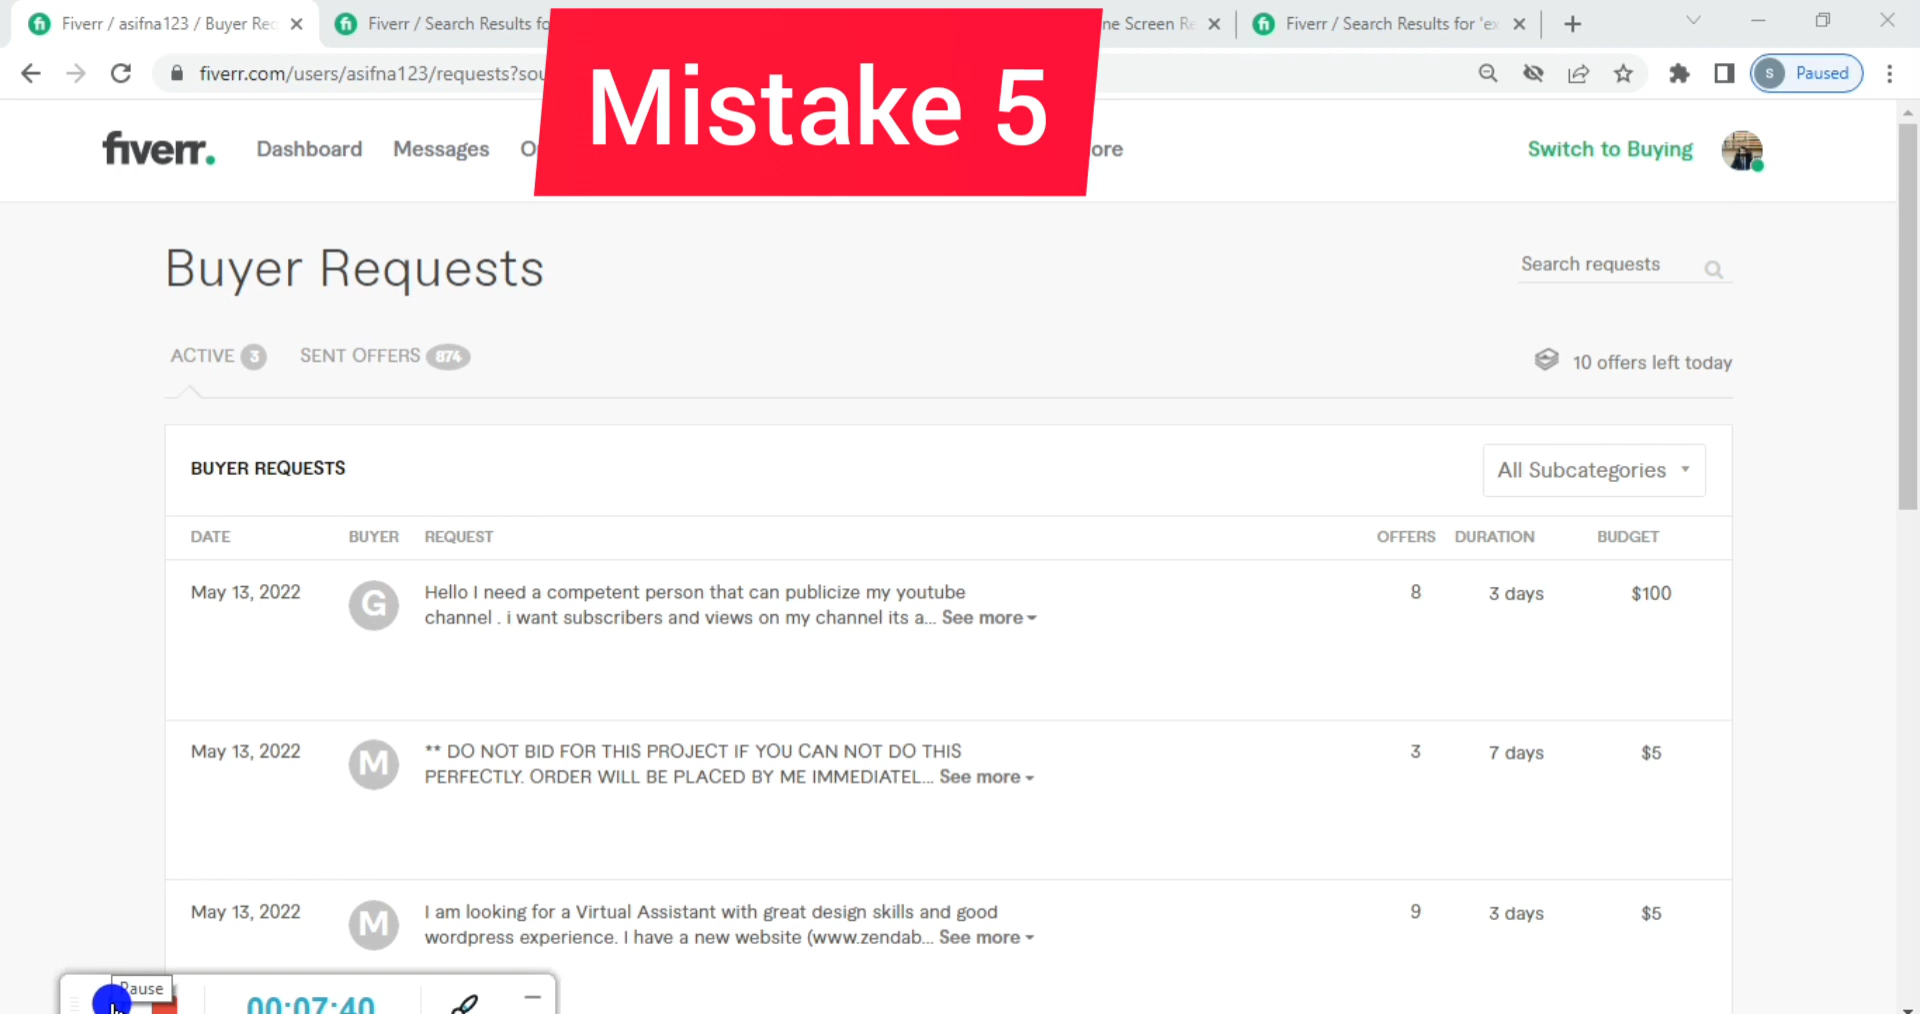 Fiverr / asifna123 / Buyer Rec
Fiverr / Search Results fo
ne Screen Re
Fiverr / Search Results for 'ex
fiverr.com/users/asifna123/requests?sou
S
Paused
Mistake 5
fiverr.
Dashboard
Messages
O
ore
Switch to Buying
Buyer Requests
Search requests
ACTIVE 3
SENT OFFERS 874
10 offers left today
BUYER REQUESTS
All Subcategories
DATE BUYER REQUEST OFFERS DURATION BUDGET
May 13, 2022 G Hello I need a competent person that can publicize my youtube 8 3 days $100
channel . i want subscribers and views on my channel its a... See more
May 13, 2022 M ** DO NOT BID FOR THIS PROJECT IF YOU CAN NOT DO THIS 3 7 days $5
PERFECTLY. ORDER WILL BE PLACED BY ME IMMEDIATEL... See more
May 13, 2022 M I am looking for a Virtual Assistant with great design skills and good 9 3 days $5
wordpress experience. I have a new website (www.zendab... See more
Pause
00:07:40